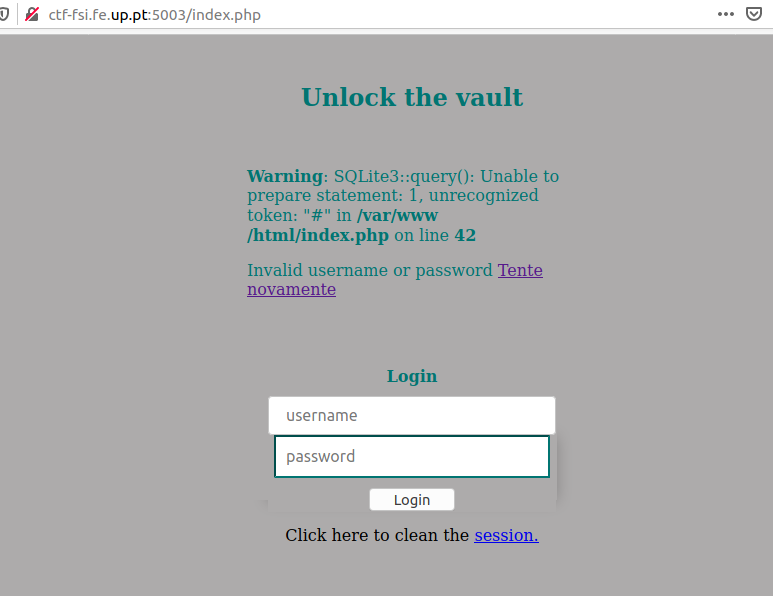 ctf-fsi.fe.up.pt:5003/index.php
Unlock the vault
Warning: SQLite3::query(): Unable to
prepare statement: 1, unrecognized
token: "#" in /var/www
/html/index.php on line 42
Invalid username or password Tente
novamente
Login
username
password
Login
Click here to clean the session.